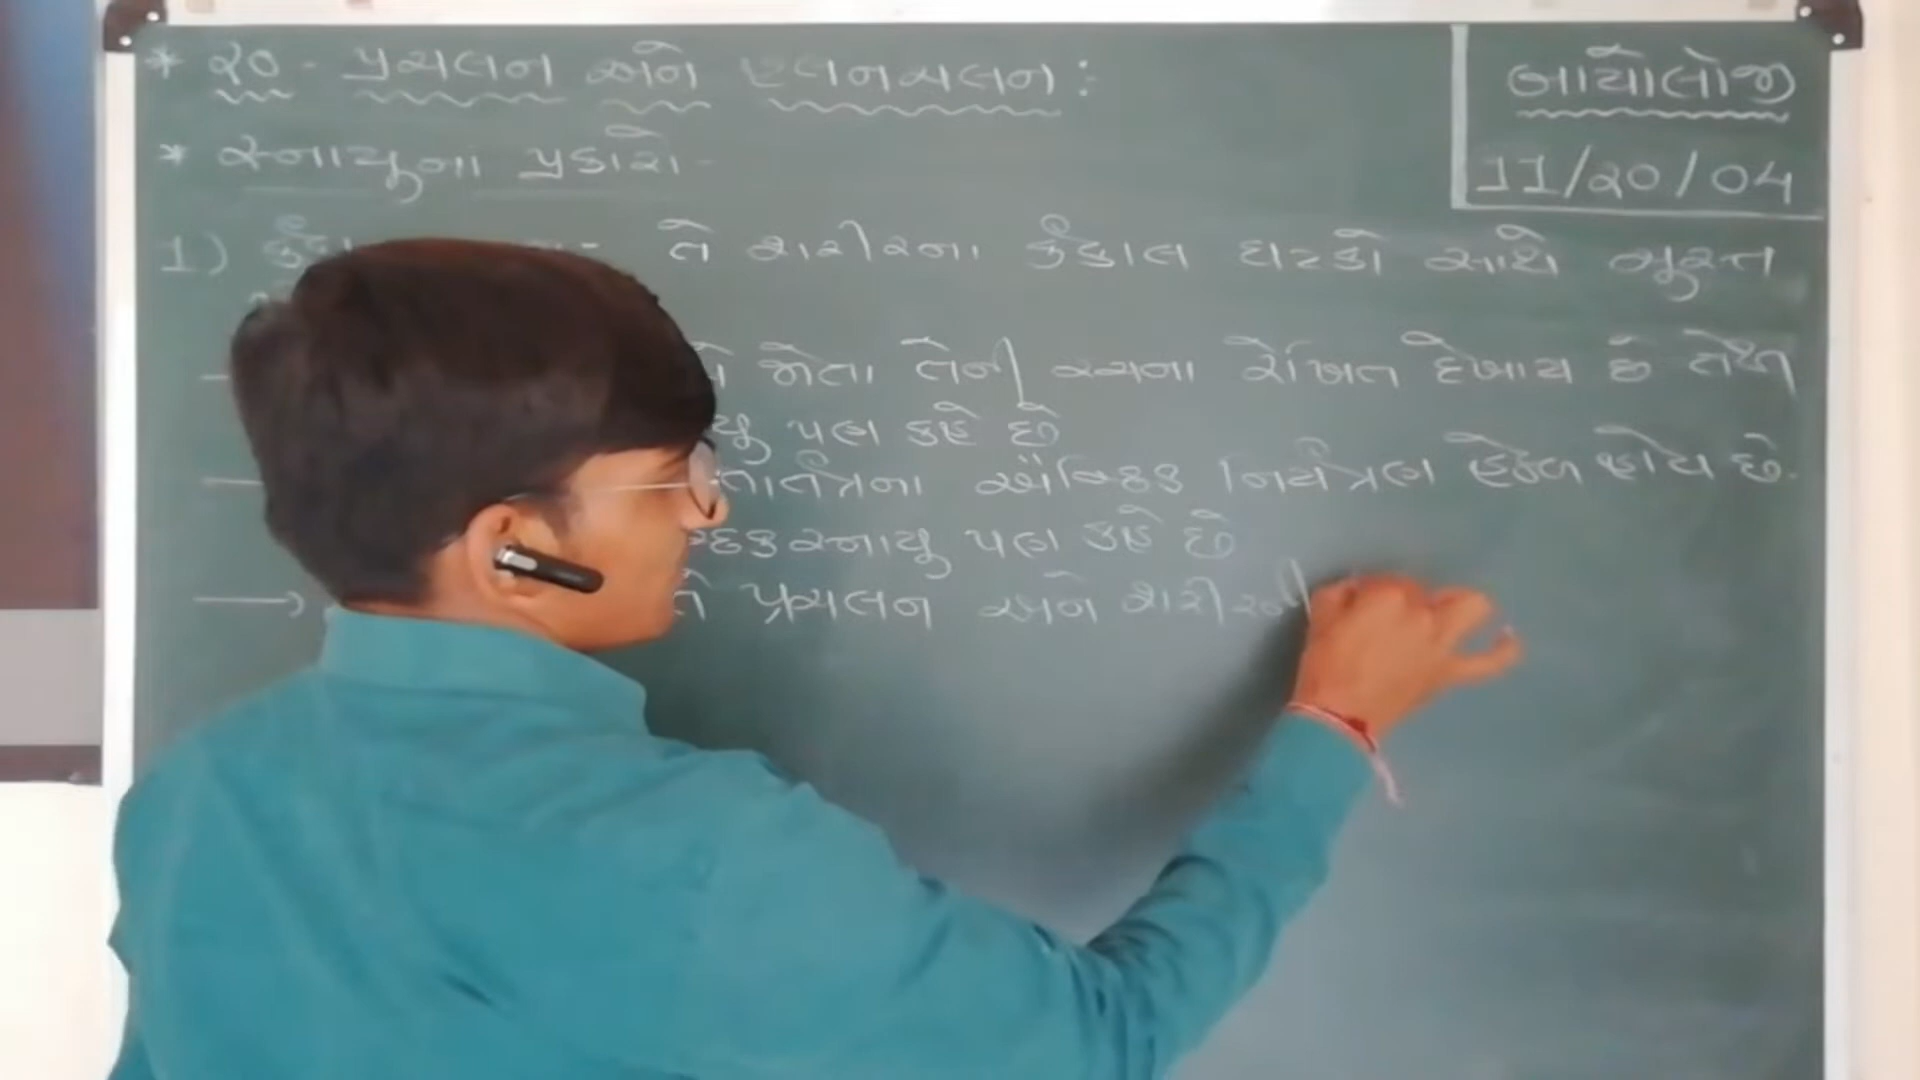 * ૨૦ - પ્રચલન અને હલનચલન :
બાયોલોજી
11/20/04
* સ્નાયુના પ્રકારો -
1) તે શરીરના કંકાલ ઘટકો સાથે ચુસ્ત
જોતા તેની રચના રેખિત દેખાય છે તેથી
પણ કહે છે
ઐચ્છિક નિયંત્રણ હેઠળ હોય છે.
પણ કહે છે
→ પ્રચલન અને શરીરની